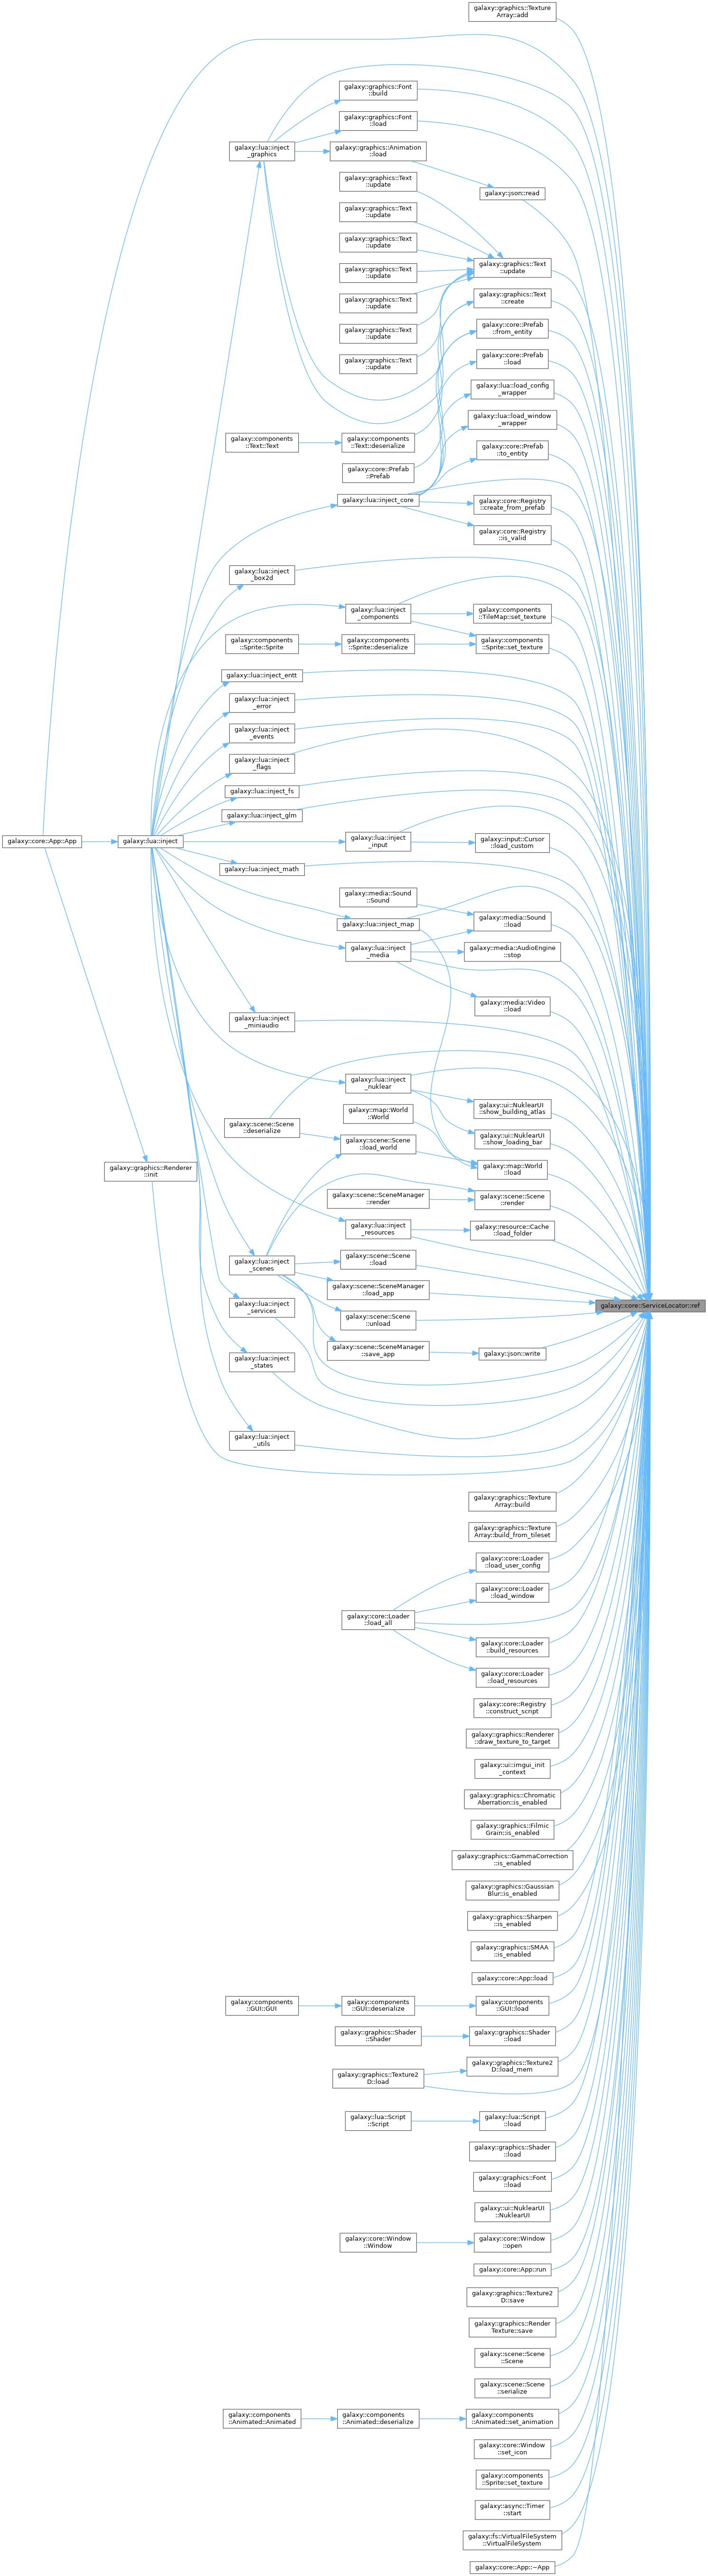 galaxy::graphics::Texture
Array::add
galaxy::graphics::Font
::build
galaxy::graphics::Font
::load
galaxy::lua::inject
_graphics
galaxy::graphics::Animation
::load
galaxy::graphics::Text
::update
galaxy::json::read
galaxy::graphics::Text
::update
galaxy::graphics::Text
::update
galaxy::graphics::Text
::update
galaxy::graphics::Text
::update
galaxy::graphics::Text
::update
galaxy::graphics::Text
::create
galaxy::graphics::Text
::update
galaxy::core::Prefab
::from_entity
galaxy::graphics::Text
::update
galaxy::core::Prefab
::load
galaxy::lua::load_config
_wrapper
galaxy::lua::load_window
_wrapper
galaxy::components
::Text::Text
galaxy::components
::Text::deserialize
galaxy::core::Prefab
::to_entity
galaxy::core::Prefab
::Prefab
galaxy::lua::inject_core
galaxy::core::Registry
::create_from_prefab
galaxy::core::Registry
::is_valid
galaxy::lua::inject
_box2d
galaxy::lua::inject
_components
galaxy::components
::TileMap::set_texture
galaxy::components
::Sprite::Sprite
galaxy::components
::Sprite::deserialize
galaxy::components
::Sprite::set_texture
galaxy::lua::inject_entt
galaxy::lua::inject
_error
galaxy::lua::inject
_events
galaxy::lua::inject
_flags
galaxy::lua::inject_fs
galaxy::lua::inject_glm
galaxy::core::App::App
galaxy::lua::inject
galaxy::lua::inject
_input
galaxy::input::Cursor
::load_custom
galaxy::lua::inject_math
galaxy::media::Sound
::Sound
galaxy::lua::inject_map
galaxy::media::Sound
::load
galaxy::lua::inject
_media
galaxy::media::AudioEngine
::stop
galaxy::media::Video
::load
galaxy::lua::inject
_miniaudio
galaxy::lua::inject
_nuklear
galaxy::ui::NuklearUI
::show_building_atlas
galaxy::map::World
::World
galaxy::scene::Scene
::deserialize
galaxy::scene::Scene
::load_world
galaxy::ui::NuklearUI
::show_loading_bar
galaxy::graphics::Renderer
::init
galaxy::map::World
::load
galaxy::scene::SceneManager
::render
galaxy::scene::Scene
::render
galaxy::lua::inject
_resources
galaxy::resource::Cache
::load_folder
galaxy::lua::inject
_scenes
galaxy::scene::Scene
::load
galaxy::scene::SceneManager
::load_app
galaxy::lua::inject
_services
galaxy::core::ServiceLocator::ref
galaxy::scene::Scene
::unload
galaxy::lua::inject
_states
galaxy::scene::SceneManager
::save_app
galaxy::json::write
galaxy::lua::inject
_utils
galaxy::graphics::Texture
Array::build
galaxy::graphics::Texture
Array::build_from_tileset
galaxy::core::Loader
::load_user_config
galaxy::core::Loader
::load_window
galaxy::core::Loader
::load_all
galaxy::core::Loader
::build_resources
galaxy::core::Loader
::load_resources
galaxy::core::Registry
::construct_script
galaxy::graphics::Renderer
::draw_texture_to_target
galaxy::ui::imgui_init
_context
galaxy::graphics::Chromatic
Aberration::is_enabled
galaxy::graphics::Filmic
Grain::is_enabled
galaxy::graphics::GammaCorrection
::is_enabled
galaxy::graphics::Gaussian
Blur::is_enabled
galaxy::graphics::Sharpen
::is_enabled
galaxy::graphics::SMAA
::is_enabled
galaxy::core::App::load
galaxy::components
::GUI::GUI
galaxy::components
::GUI::deserialize
galaxy::components
::GUI::load
galaxy::graphics::Shader
::Shader
galaxy::graphics::Shader
::load
galaxy::graphics::Texture2
D::load
galaxy::graphics::Texture2
D::load_mem
galaxy::lua::Script
::Script
galaxy::lua::Script
::load
galaxy::graphics::Shader
::load
galaxy::graphics::Font
::load
galaxy::ui::NuklearUI
::NuklearUI
galaxy::core::Window
::Window
galaxy::core::Window
::open
galaxy::core::App::run
galaxy::graphics::Texture2
D::save
galaxy::graphics::Render
Texture::save
galaxy::scene::Scene
::Scene
galaxy::scene::Scene
::serialize
galaxy::components
::Animated::Animated
galaxy::components
::Animated::deserialize
galaxy::components
::Animated::set_animation
galaxy::core::Window
::set_icon
galaxy::components
::Sprite::set_texture
galaxy::async::Timer
::start
galaxy::fs::VirtualFileSystem
::VirtualFileSystem
galaxy::core::App::~App